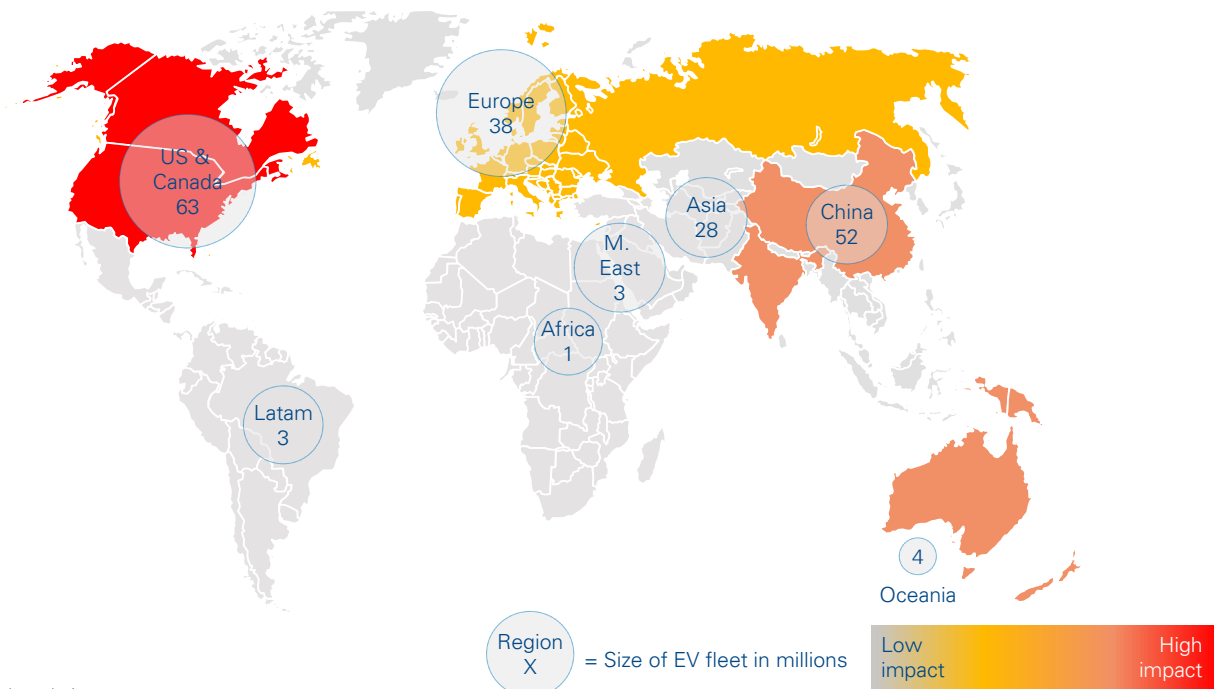 Europe
38
US &
Canada
63
Asia
28
China
52
M.
East
3
Africa
1
Latam
3
4
Oceania
Region
X
= Size of EV fleet in millions
Low
impact
High
impact